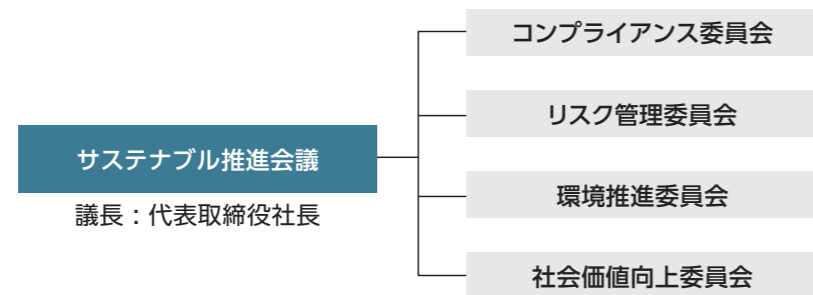 コンプライアンス委員会
リスク管理委員会
サステナブル推進会議
議長：代表取締役社長
環境推進委員会
社会価値向上委員会